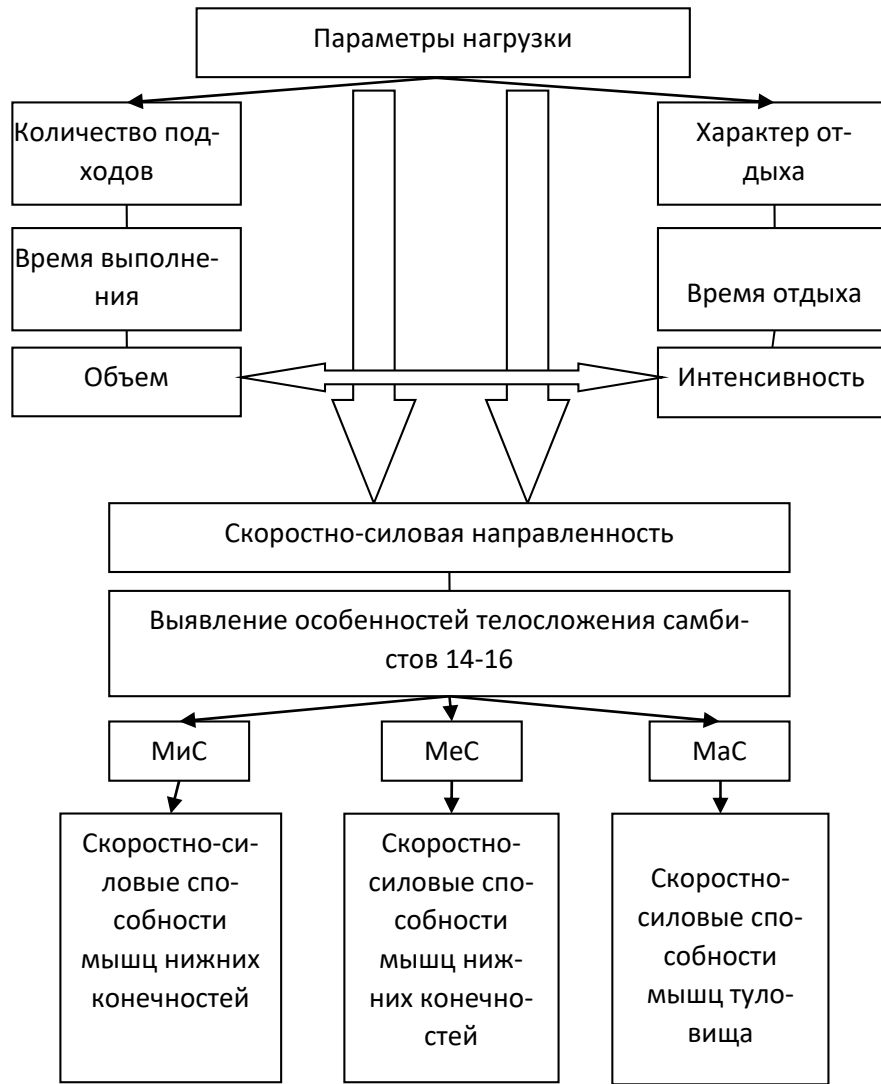 Параметры нагрузки
Количество под-
ходов
Характер от-
дыха
Время выполне-
ния
Время отдыха
Объем
Интенсивность
Скоростно-силовая направленность
Выявление особенностей телосложения самби-
стов 14-16
МиС
МеС
МаС
Скоростно-си-
ловые спо-
собности
мышц нижних
конечностей
Скоростно-
силовые спо-
собности
мышц ниж-
них конечно-
стей
Скоростно-
силовые спо-
собности
мышц туло-
вища